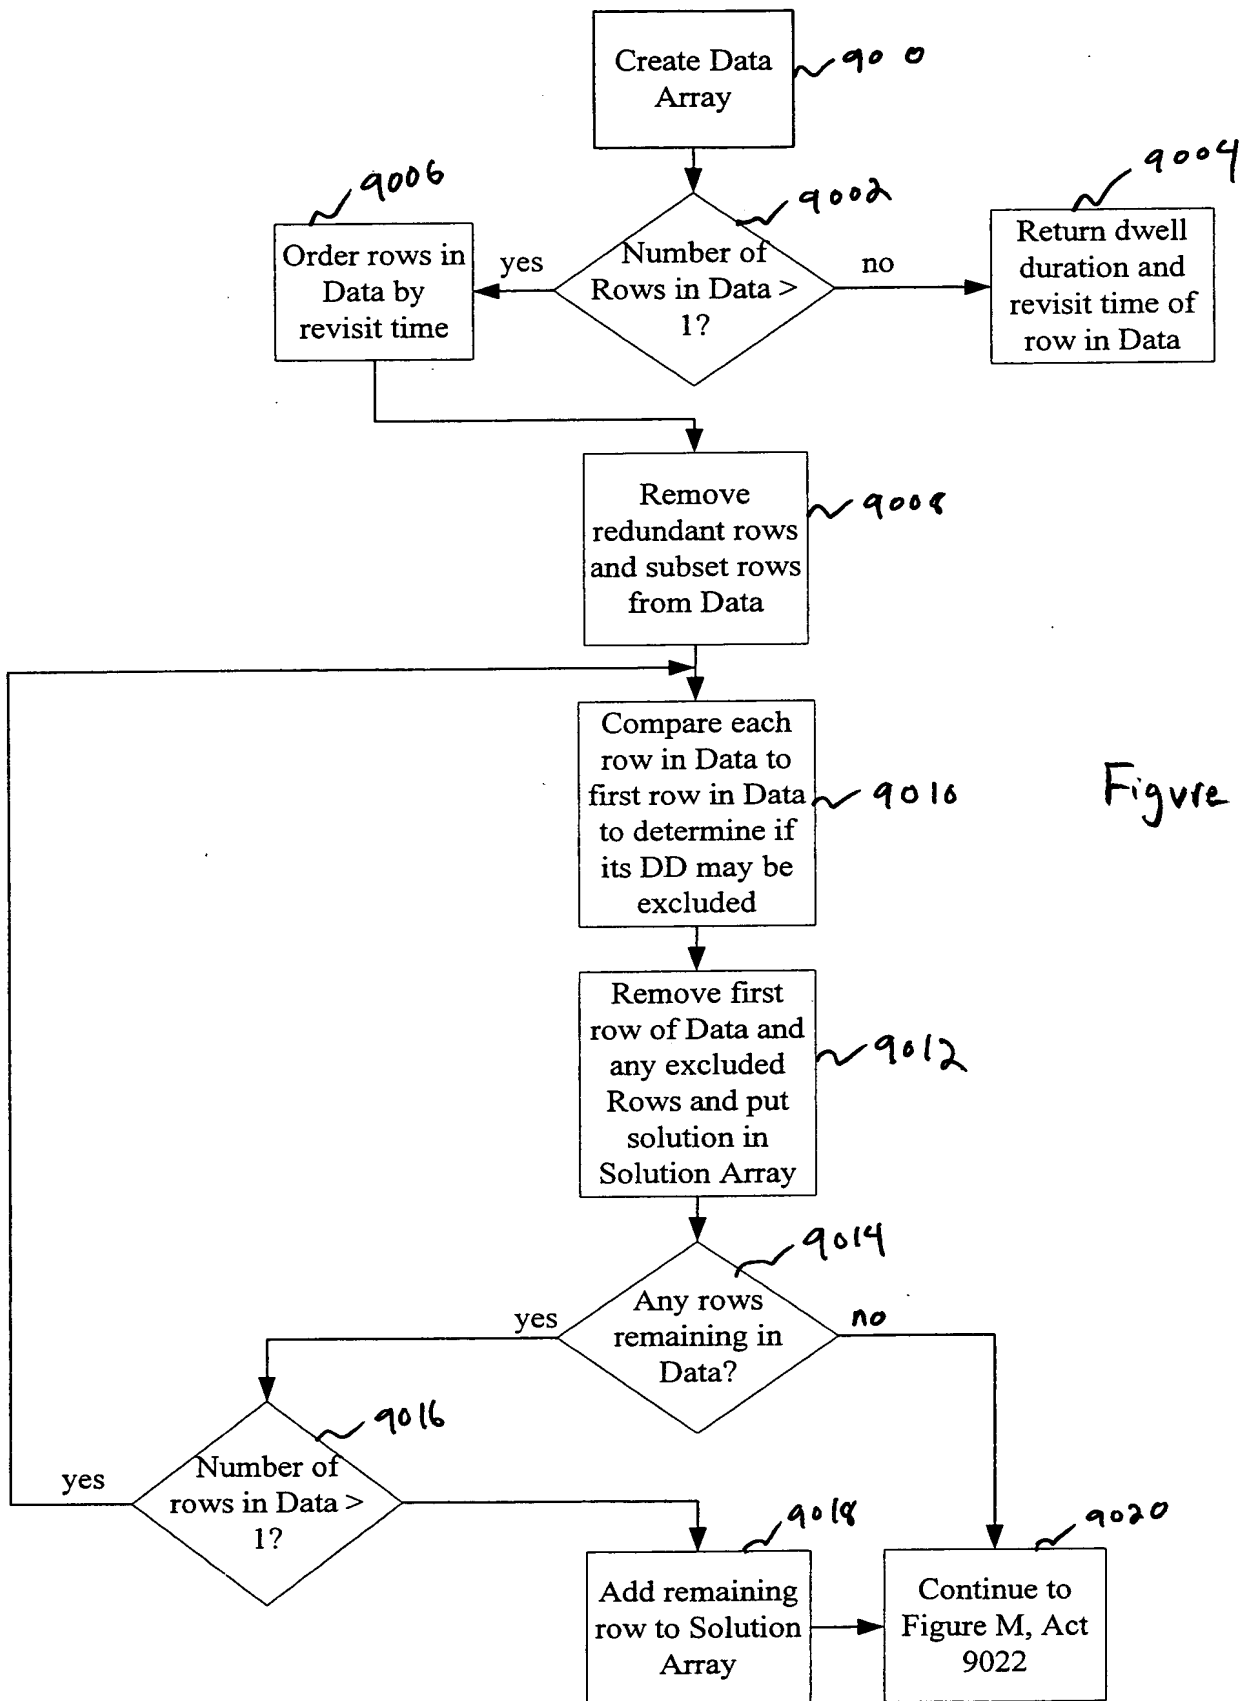 Create Data
Array
900 0
9006
9002
9004
Order rows in
Data by
revisit time
yes
Number of
Rows in Data >
1?
no
Return dwell
duration and
revisit time of
row in Data
Remove
redundant rows
and subset rows
from Data
9008
Compare each
row in Data to
first row in Data
to determine if
its DD may be
excluded
9010
Figure
Remove first
row of Data and
any excluded
Rows and put
solution in
Solution Array
9012
9014
yes
Any rows
remaining in
Data?
no
9016
yes
Number of
rows in Data >
1?
9018
9020
Add remaining
row to Solution
Array
Continue to
Figure M, Act
9022